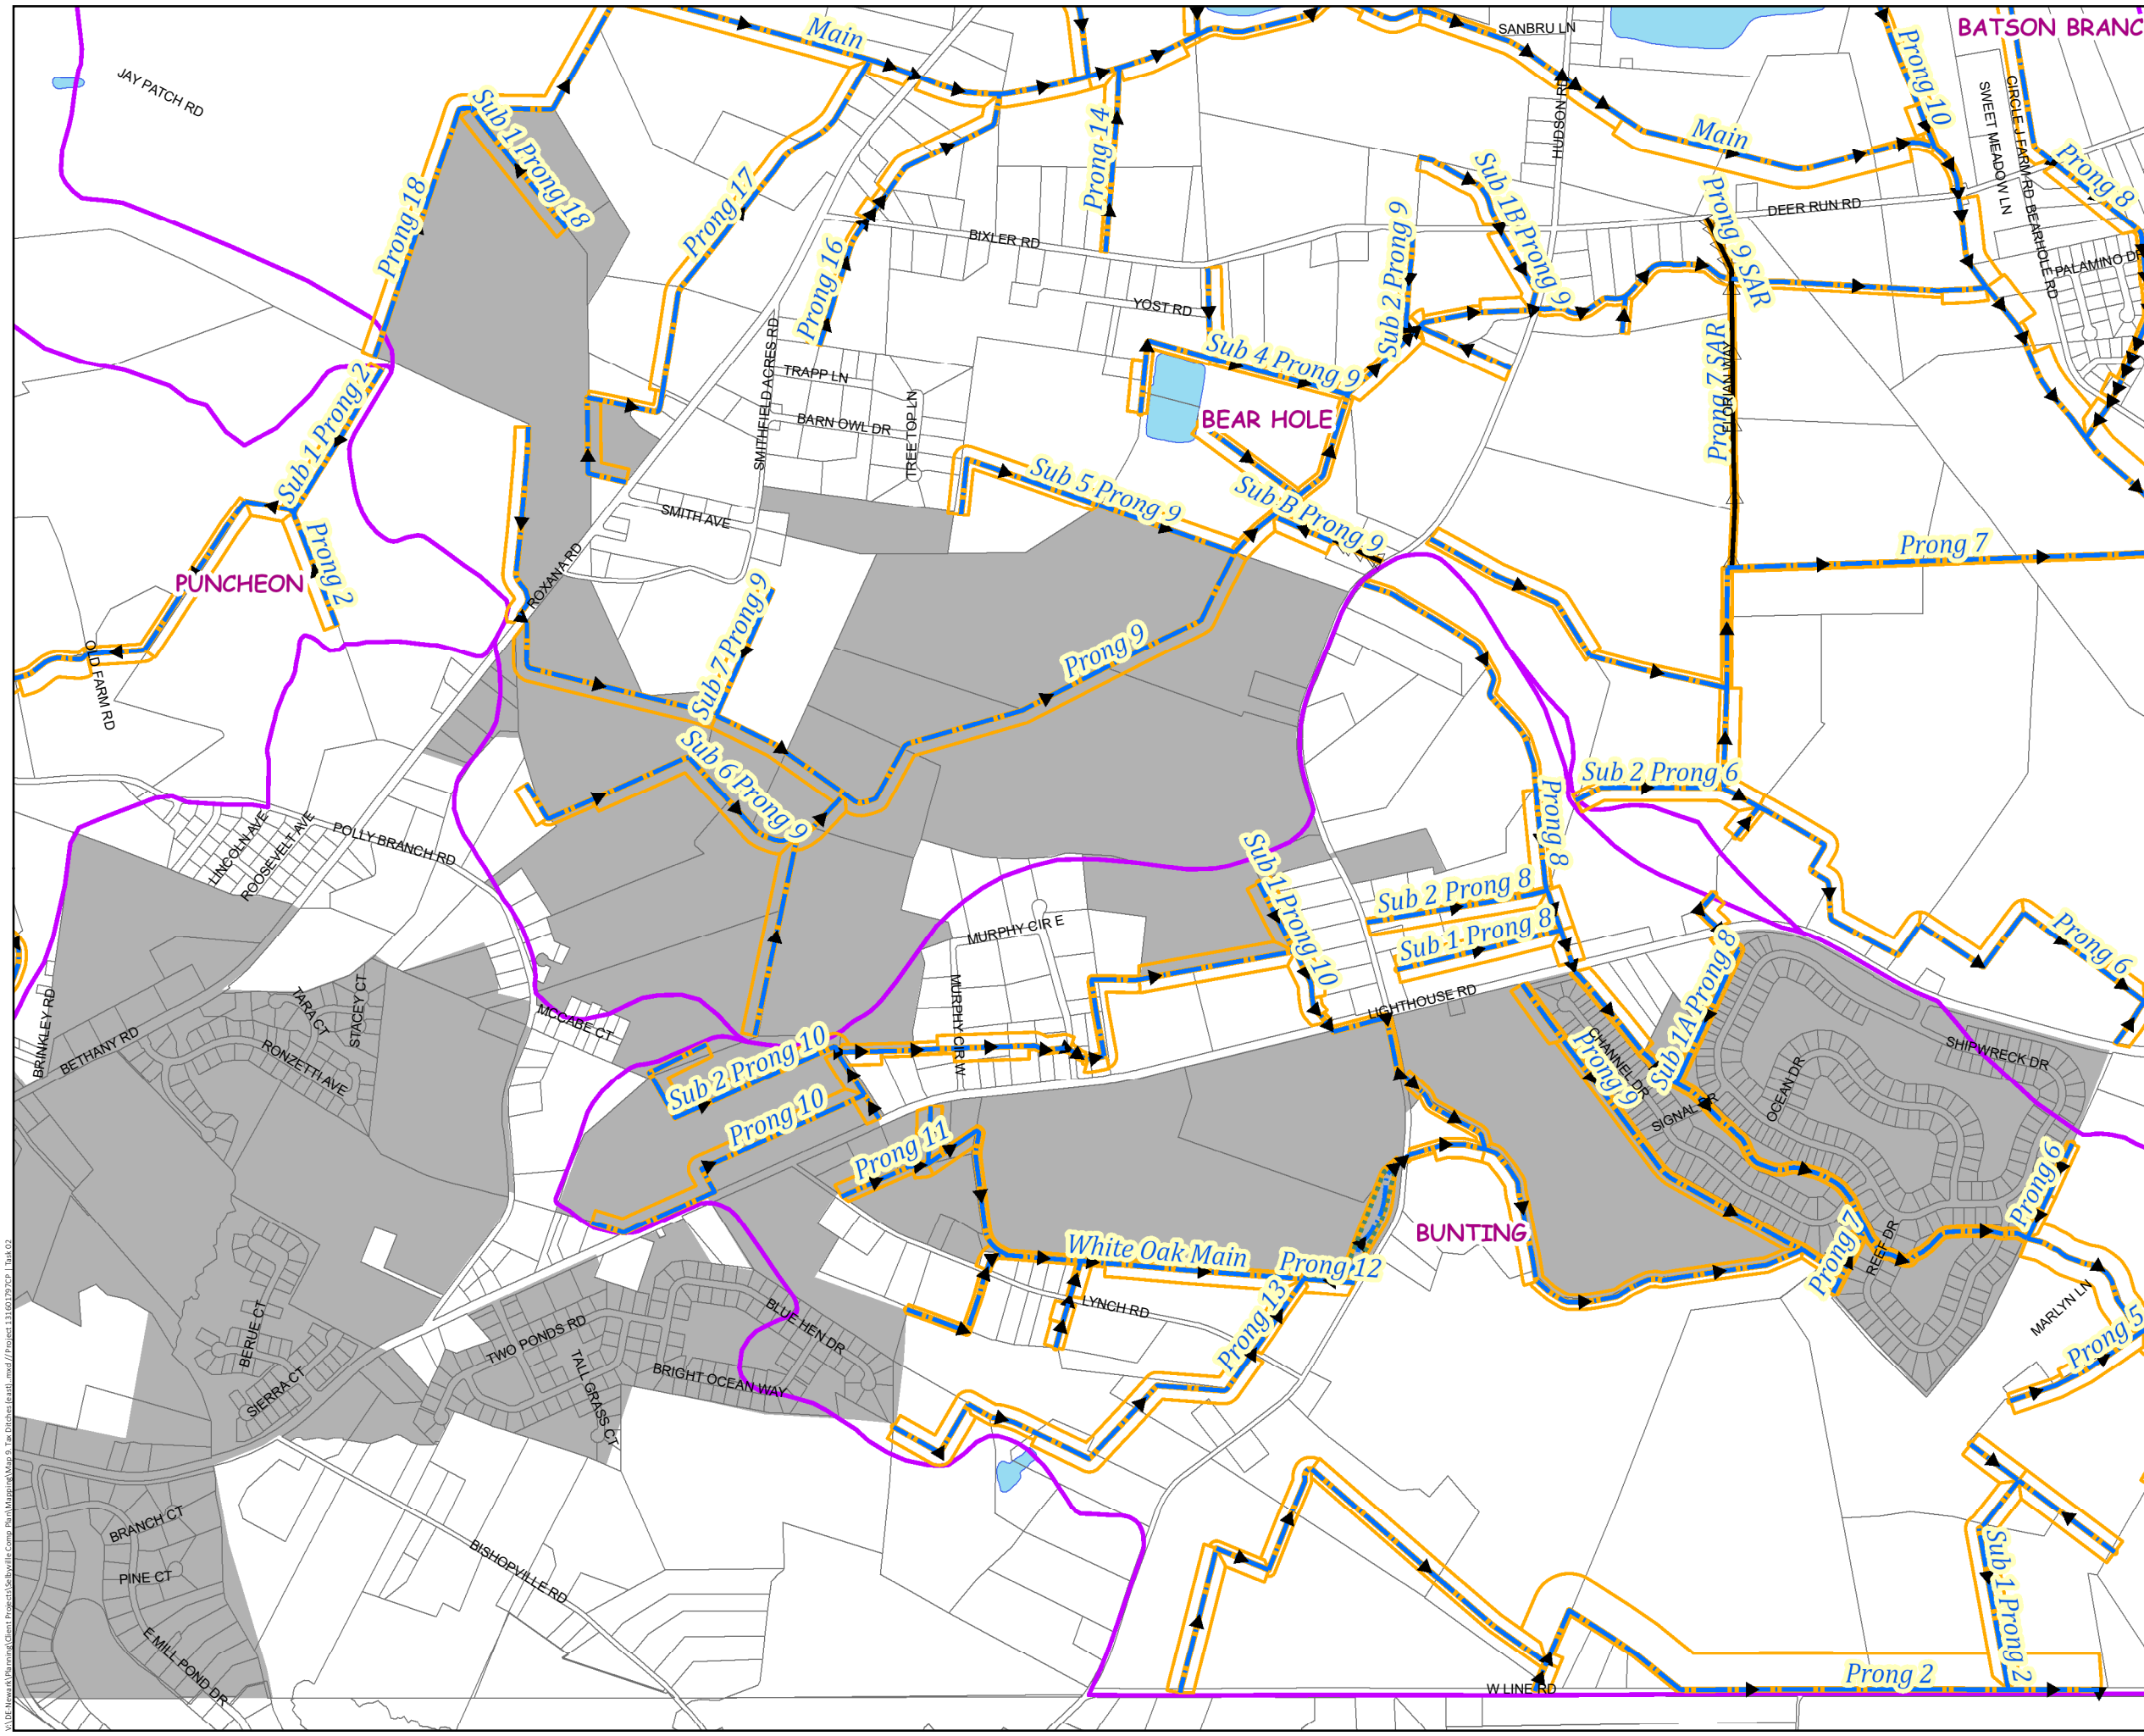 BATSON BRANC
SANBRU LN
Main
JAY PATCH RD
Sub 1 Prong 18
Prong 10
HUDSON RD
SWEET MEADOW LN
CIRCLE J FARM RD
BEARHOLE RD
Main
Prong 8
Prong 14
Prong 17
Prong 18
Sub 1B Prong 9
Prong 9 SAR
DEER RUN RD
BIXLER RD
Sub 2 Prong 9
PALAMINO DR
Prong 16
YOST RD
Sub 4 Prong 9
Prong 7 SAR
FLORIAN WAY
SMITHFIELD ACRES RD
TRAPP LN
BARN OWL DR
TREE TOP LN
BEAR HOLE
Sub 1 Prong 2
Sub 5 Prong 9
Sub B Prong 9
SMITH AVE
Prong 2
PUNCHEON
ROXANA RD
Prong 7
OLD FARM RD
Sub 7 Prong 9
Prong 9
Sub 6 Prong 9
Sub 2 Prong 6
Prong 8
LINCOLN AVE
ROOSEVELT AVE
POLLY BRANCH RD
Sub 1 Prong 10
Sub 2 Prong 8
Sub 1 Prong 8
MURPHY CIR E
MURPHY CIR W
Prong 6
Sub 1A Prong 8
LIGHTHOUSE RD
BRINKLEY RD
BETHANY RD
TARA CT
STACEY CT
RONZETTI AVE
MCCABE CT
Sub 2 Prong 10
Prong 10
CHANNEL DR
Prong 9
SIGNAL DR
OCEAN DR
SHIPWRECK DR
Prong 11
Prong 6
BUNTING
White Oak Main
Prong 12
Prong 7
REEF DR
Prong 13
LYNCH RD
MARLYN LN
Prong 5
BERUE CT
SIERRA CT
TWO PONDS RD
TALL GRASS CT
BLUE HEN DR
BRIGHT OCEAN WAY
BRANCH CT
PINE CT
E MILL POND DR
BISHOPVILLE RD
Sub 1 Prong 2
Prong 2
W LINE RD